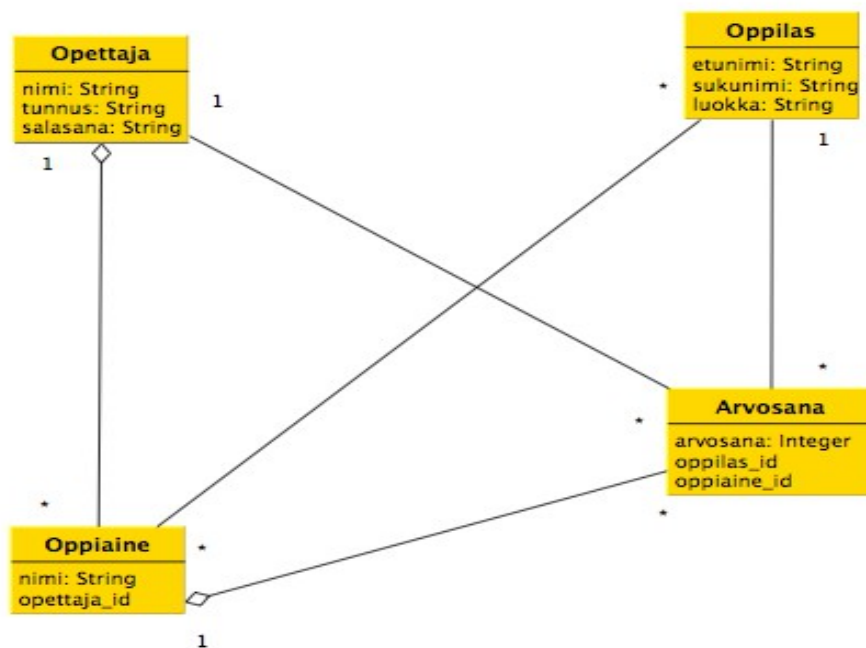 Opettaja
nimi: String
tunnus: String
salasana: String
1
1
Oppilas
etunimi: String
sukunimi: String
luokka: String
*
1
*
Arvosana
arvosana: Integer
oppilas_id
oppiaine_id
*
*
*
Oppiaine
nimi: String
opettaja_id
*
1